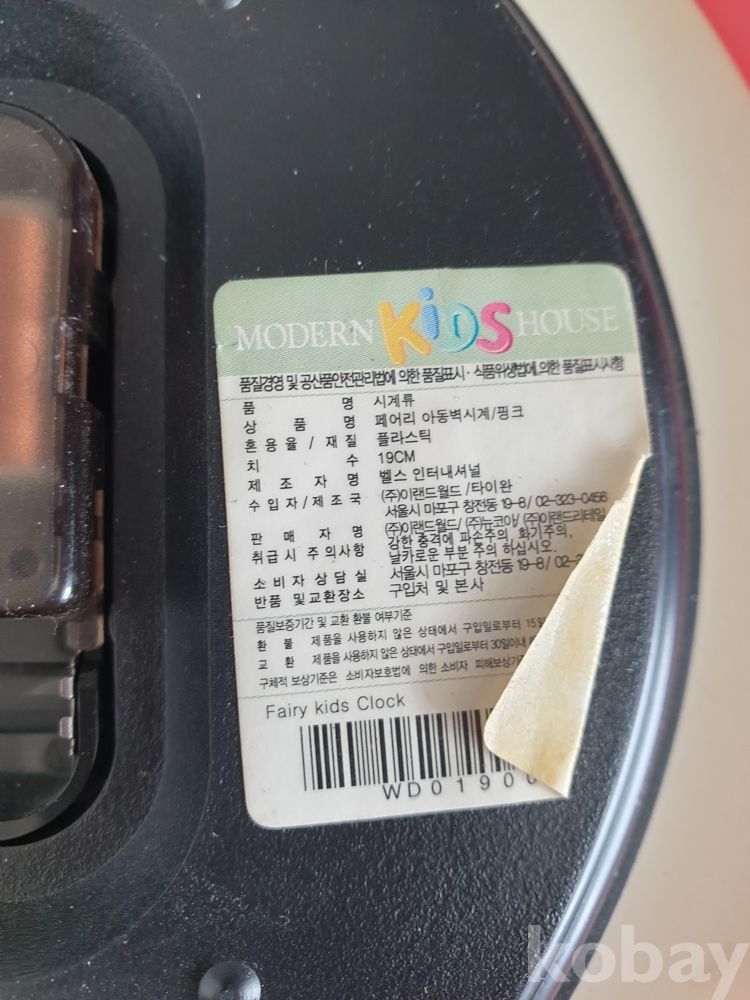 MODERN KiDS HOUSE
품질경영 및 공산품안전관리법에 의한 품질표시 · 식품위생법에 의한 품질표시사항
품 명 시계류
상 품 명 페어리 아동벽시계/핑크
혼 용 율 / 재 질 플라스틱
치 수 19CM
제 조 자 명 벨스 인터내셔널
수 입 자 / 제 조 국 (주)이랜드월드 /타이완
서울시 마포구 창전동 19-8/ 02-323-0456
판 매 자 명 (주)이랜드월드/ (주)뉴코아/ (주)이랜드리테일
취급시 주의사항 강한 충격에 파손주의, 화기주의,
날카로운 부분 주의 하십시오.
소 비 자 상 담 실 서울시 마포구 창전동 19-8/ 02-3
반품 및교환장소 구입처 및 본사
품질보증기간 및 교환 환불 여부기준
환 불 제품을 사용하지 않은 상태에서 구입일로부터 15일
교 환 제품을 사용하지 않은 상태에서 구입일로부터 30일이내
구체적 보상기준은 소비자보호법에 의한 소비자 피해보상기
Fairy kids Clock
WD01900
kobay